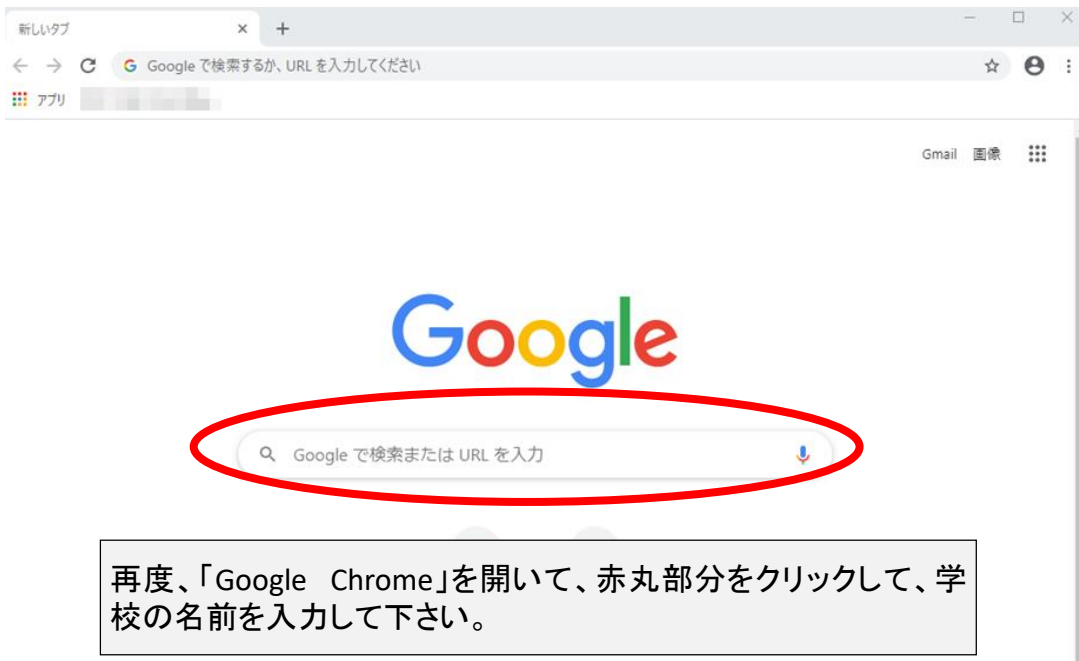 新しいタブ
Google で検索するか、URL を入力してください
アプリ
Gmail 画像
Google
Google で検索または URL を入力
再度、「Google Chrome」を開いて、赤丸部分をクリックして、学
校の名前を入力して下さい。